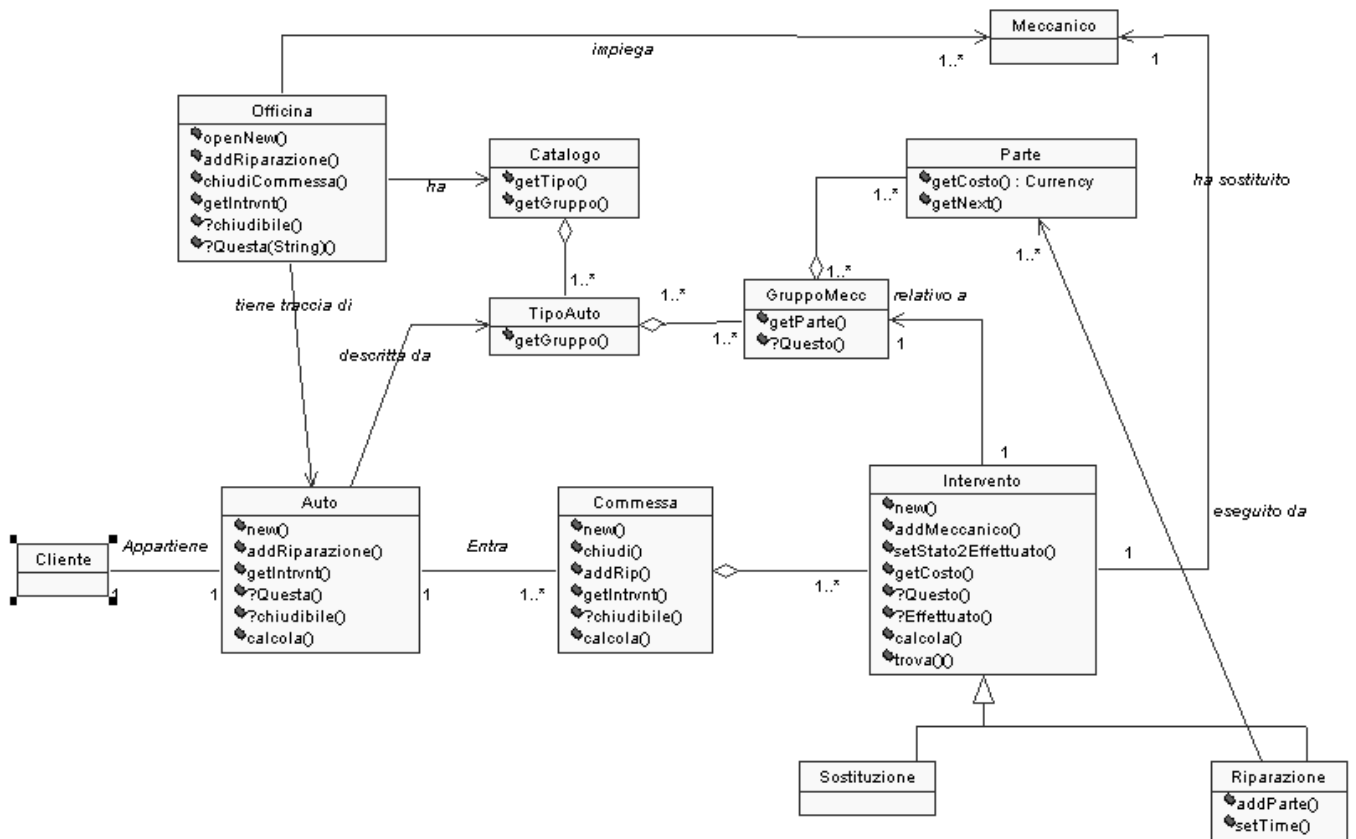 Meccanico
impiega
1..*
1
Officina
openNew()
addRiparazione()
chiudiCommessa()
getIntrvnt()
?chiudibile()
?Questa(String)()
ha
Catalogo
getTipo()
getGruppo()
Parte
getCosto() : Currency
getNext()
1..*
ha sostituito
1..*
tiene traccia di
1..*
TipoAuto
getGruppo()
1..*
1..*
1..*
GruppoMecc
getParte()
?Questo()
relativo a
1
descritta da
1
Cliente
1
Appartiene
1
Auto
new()
addRiparazione()
getIntrvnt()
?Questa()
?chiudibile()
calcola()
1
Entra
1..*
Commessa
new()
chiudi()
addRip()
getIntrvnt()
?chiudibile()
calcola()
1..*
Intervento
new()
addMeccanico()
setStato2Effettuato()
getCosto()
?Questo()
?Effettuato()
calcola()
trova()()
eseguito da
1
Sostituzione
Riparazione
addParte()
setTime()